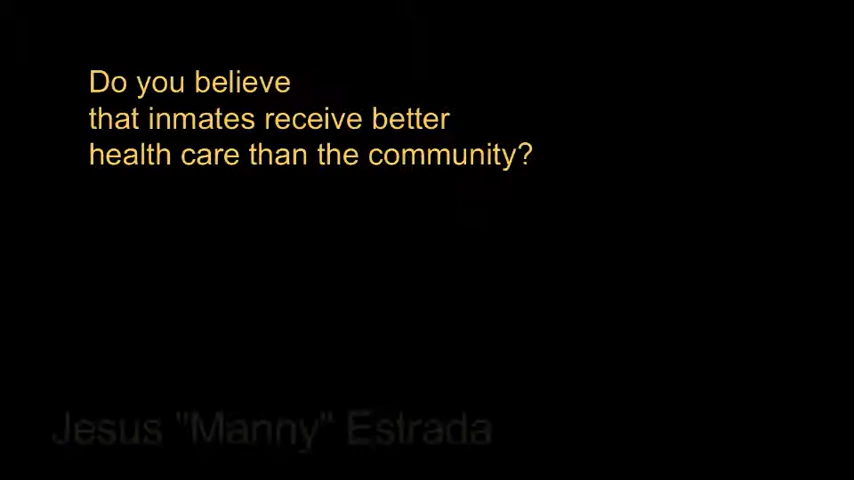 Do you believe
that inmates receive better
health care than the community?
Jesus "Manny" Estrada